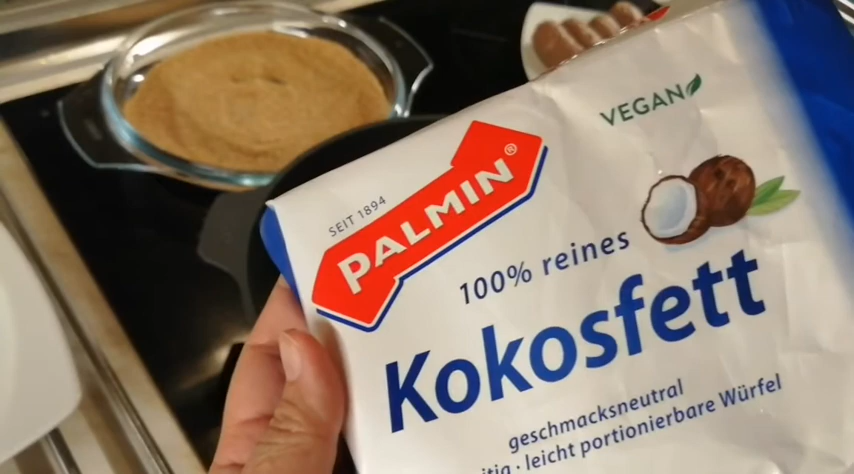 VEGAN
SEIT 1894
PALMIN®
100% reines
Kokosfett
geschmacksneutral
· leicht portionierbare Würfel